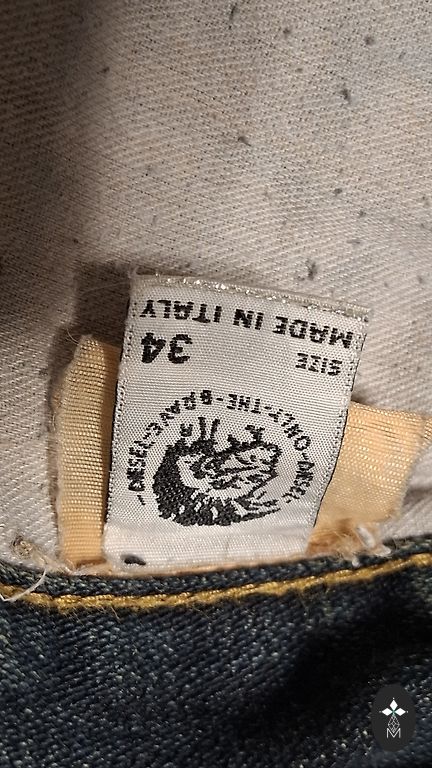 -DIESEL-ONLY-THE-BRAVE-DIESEL-
SIZE 34
MADE IN ITALY
M